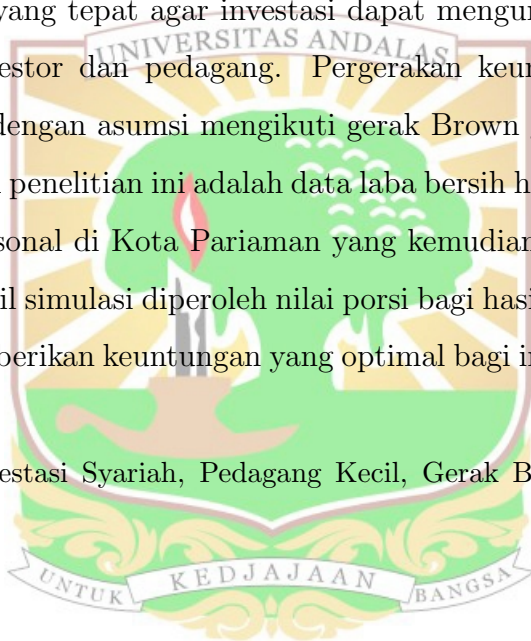 yang tepat agar investasi dapat
UNIVERSITAS ANDALAS
estor dan pedagang. Pergerakan
dengan asumsi mengikuti gerak Brown
penelitian ini adalah data laba bersih
sonal di Kota Pariaman yang kemudian
il simulasi diperoleh nilai porsi bagi hasi
berikan keuntungan yang optimal bagi
estasi Syariah, Pedagang Kecil, Gerak B
UNTUK KEDJAJAAN BANGSA